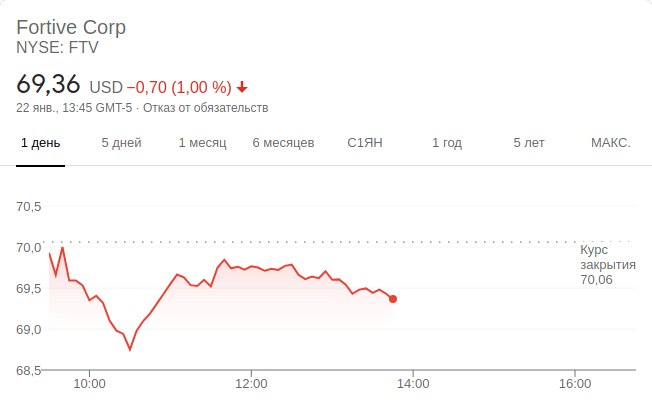 Fortive Corp
NYSE: FTV
69,36 USD −0,70 (1,00 %)
22 янв., 13:45 GMT-5 · Отказ от обязательств
1 день 5 дней 1 месяц 6 месяцев С1ЯН 1 год 5 лет МАКС.
70,5
70,0
69,5
69,0
68,5
Курс
закрытия
70,06
10:00 12:00 14:00 16:00